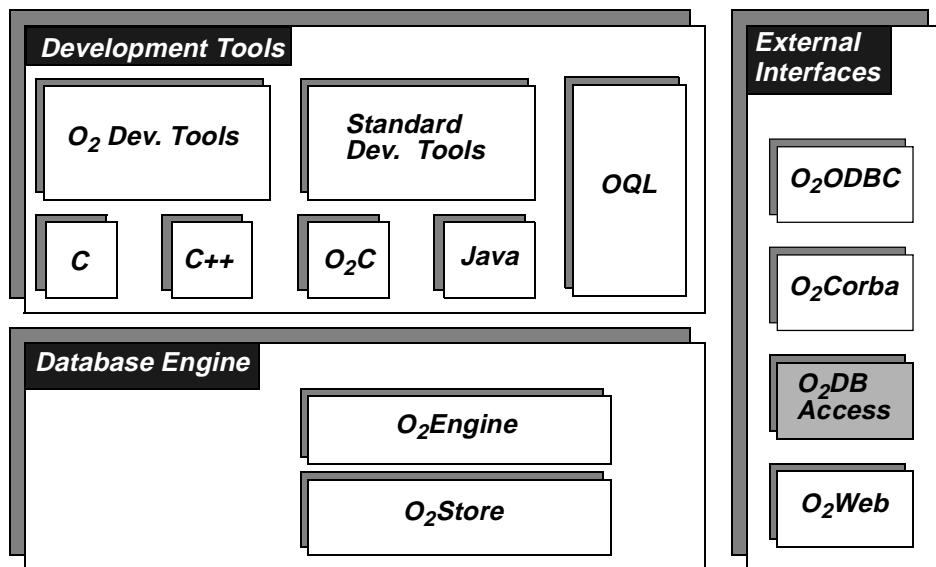 Development Tools
O₂ Dev. Tools
Standard
Dev. Tools
OQL
C
C++
O₂C
Java
Database Engine
O₂Engine
O₂Store
External
Interfaces
O₂ODBC
O₂Corba
O₂DB
Access
O₂Web